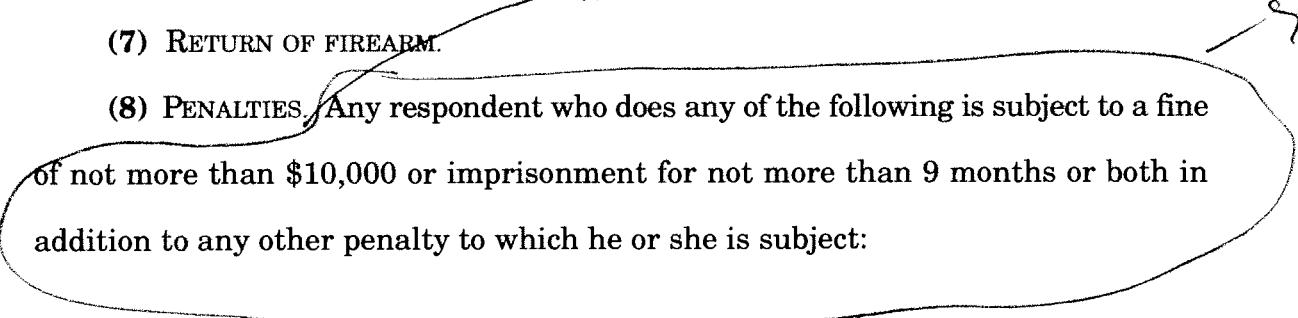 (7) RETURN OF FIREARM.
(8) PENALTIES. Any respondent who does any of the following is subject to a fine
of not more than $10,000 or imprisonment for not more than 9 months or both in
addition to any other penalty to which he or she is subject: